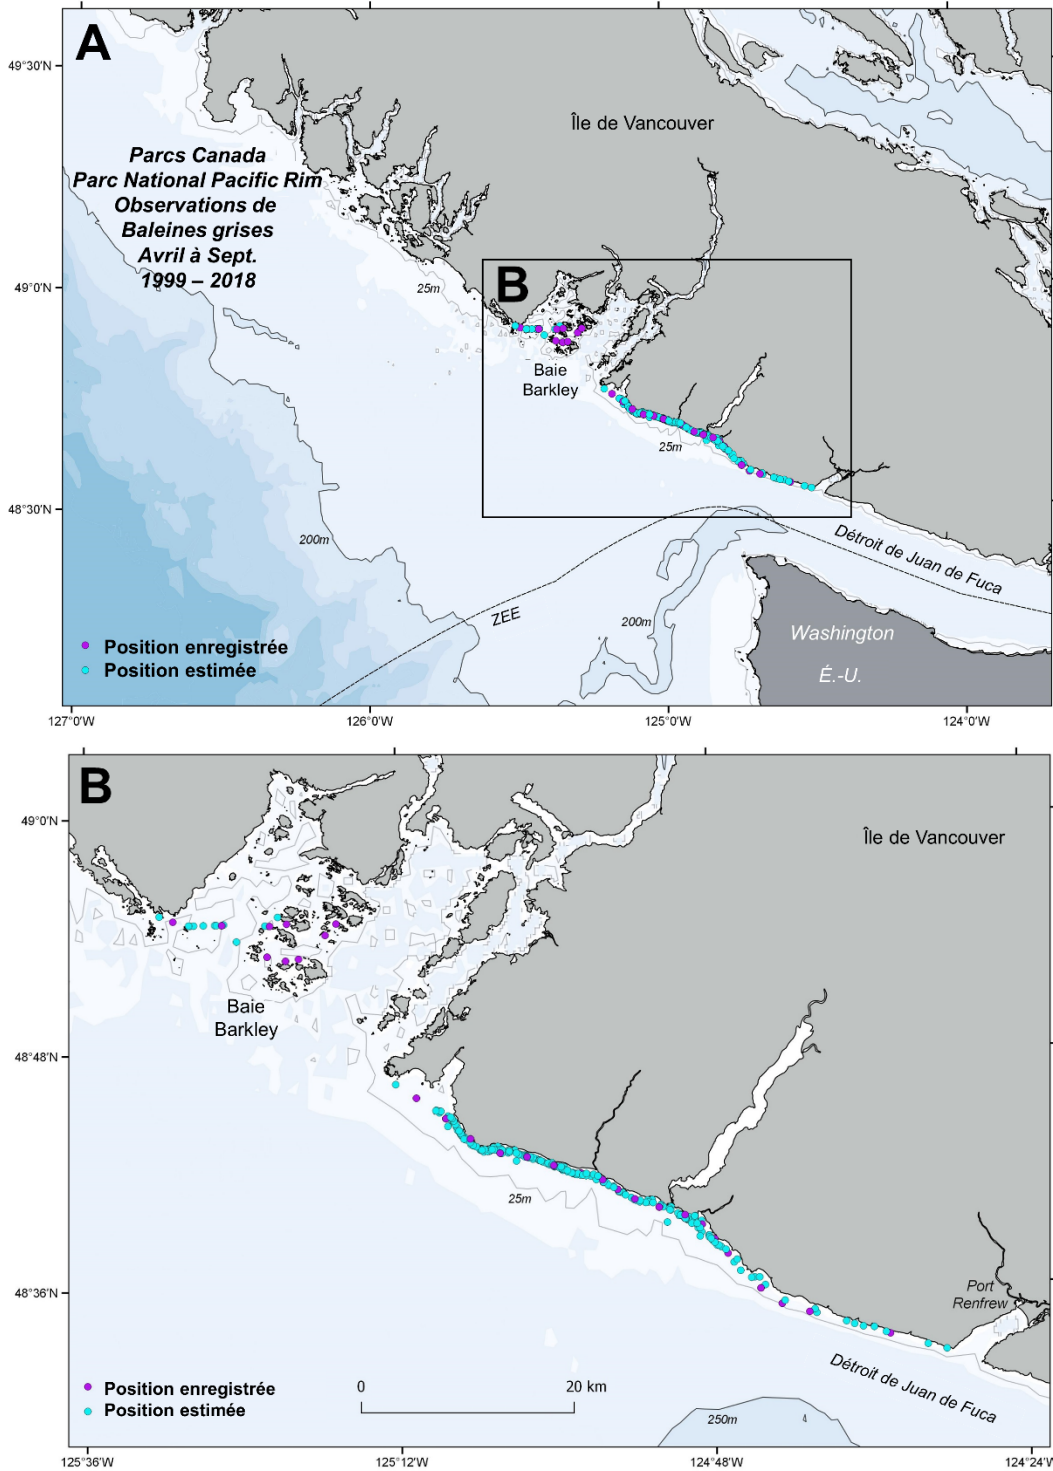 A
49°30'N
Île de Vancouver
Parcs Canada
Parc National Pacific Rim
Observations de
Baleines grises
Avril à Sept.
1999 – 2018
49°0'N
25m
B
Baie
Barkley
25m
48°30'N
200m
Détroit de Juan de Fuca
ZEE
200m
Washington
É.-U.
Position enregistrée
Position estimée
127°0'W
126°0'W
125°0'W
124°0'W
B
49°0'N
Île de Vancouver
Baie
Barkley
48°48'N
25m
48°36'N
Port
Renfrew
Détroit de Juan de Fuca
Position enregistrée
Position estimée
0
20 km
250m
125°36'W
125°12'W
124°48'W
124°24'W